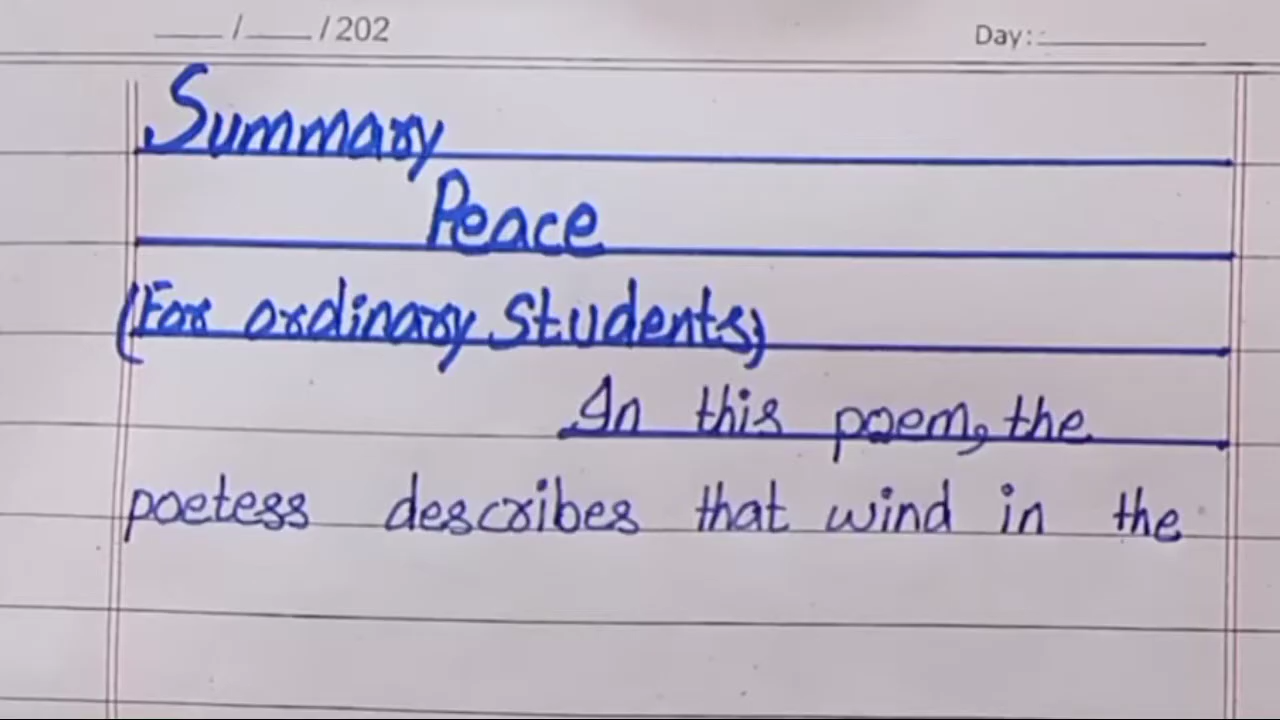 ___/___/202
Day:
Summary
Peace
(For ordinary Students)
In this poem, the
poetess describes that wind in the